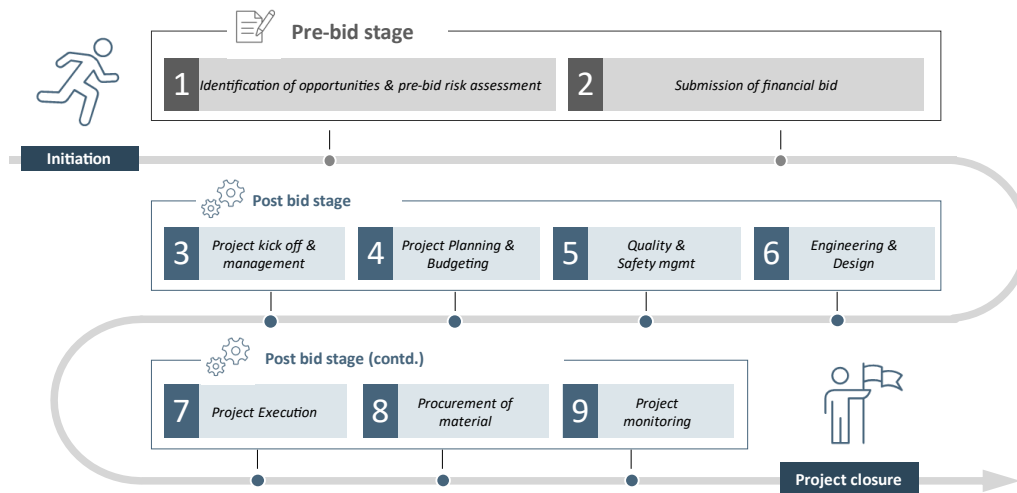 Pre-bid stage
1
Identification of opportunities & pre-bid risk assessment
2
Submission of financial bid
Initiation
Post bid stage
3
Project kick off &
management
4
Project Planning &
Budgeting
5
Quality &
Safety mgmt
6
Engineering &
Design
Post bid stage (contd.)
7
Project Execution
8
Procurement of
material
9
Project
monitoring
Project closure